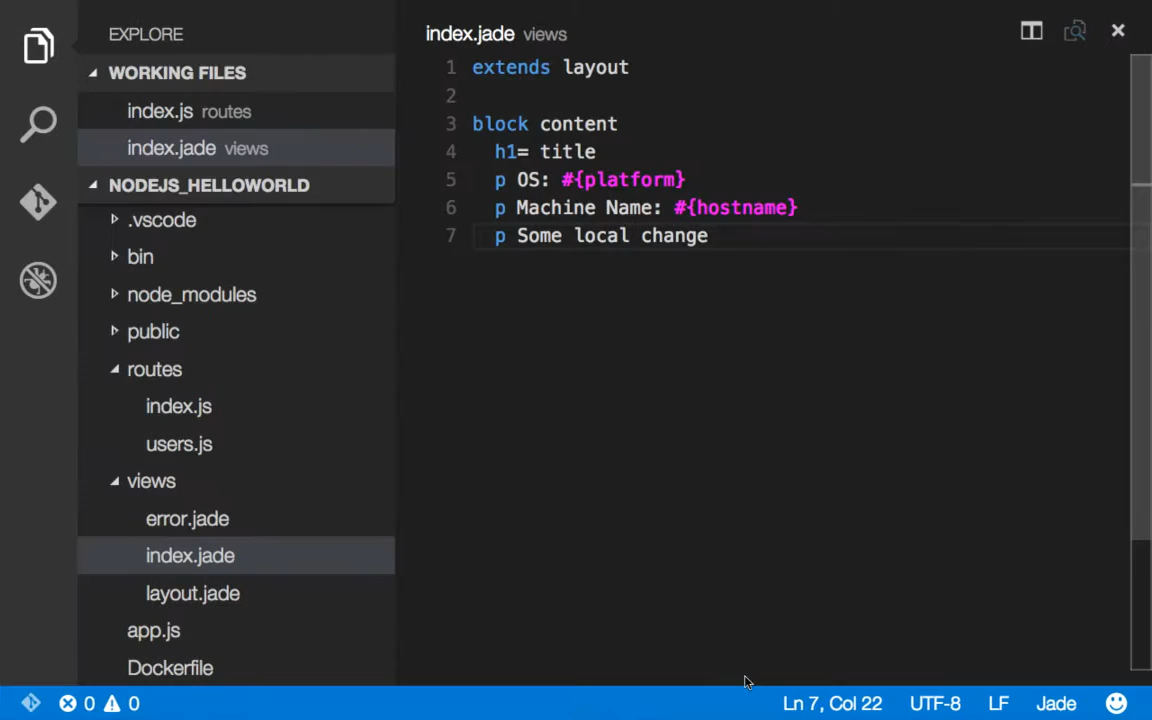 EXPLORE
WORKING FILES
index.js routes
index.jade views
NODEJS_HELLOWORLD
.vscode
bin
node_modules
public
routes
index.js
users.js
views
error.jade
index.jade
layout.jade
app.js
Dockerfile
index.jade views
1 extends layout
2
3 block content
4 h1= title
5 p OS: #{platform}
6 p Machine Name: #{hostname}
7 p Some local change
0 0
Ln 7, Col 22 UTF-8 LF Jade